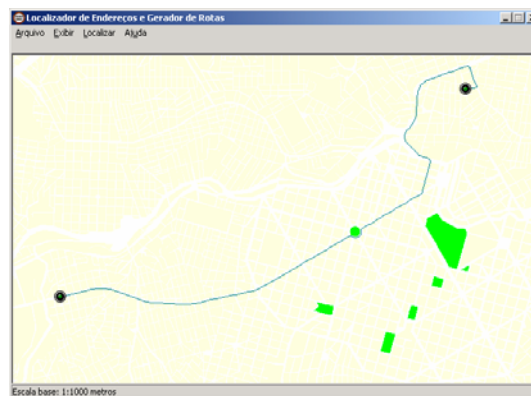 Localizador de Endereços e Gerador de Rotas
Arquivo Exibir Localizar Ajuda
Escala base: 1:1000 metros